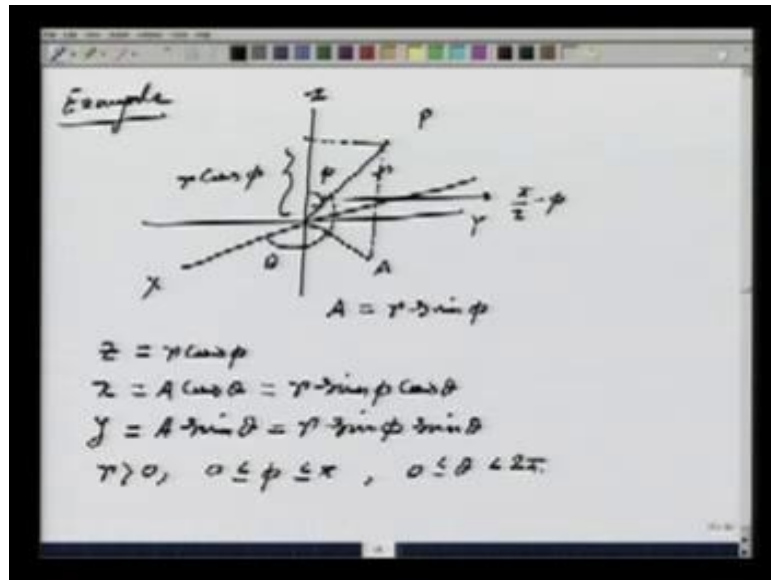 Example
Z
P
r cos φ
φ
φ
π/2 - φ
Y
θ
A
X
A = r sin φ
z = r cos φ
x = A cos θ = r sin φ cos θ
y = A sin θ = r sin φ sin θ
r > 0, 0 ≤ φ ≤ π, 0 ≤ θ < 2π.